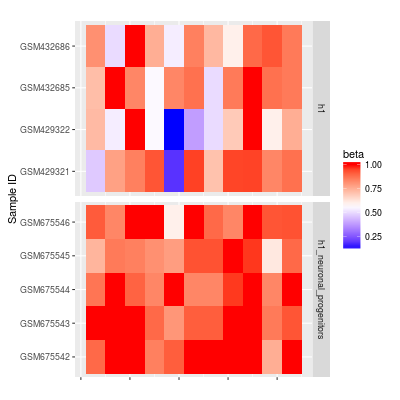 GSM432686
GSM432685
GSM429322
GSM429321
GSM675546
GSM675545
GSM675544
GSM675543
GSM675542
Sample ID
h1
h1_neuronal_progenitors
beta
1.00
0.75
0.50
0.25